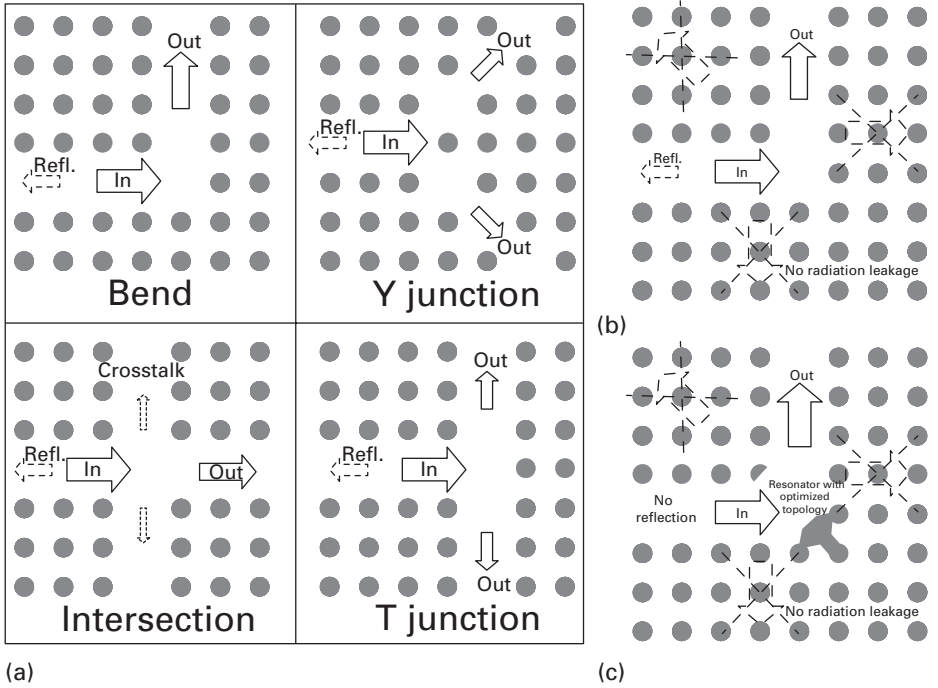 Out
Refl.
In
Bend
Out
Refl.
In
Out
Y junction
Crosstalk
Refl.
In
Out
Intersection
Out
Refl.
In
Out
T junction
(a)
Out
Refl.
In
No radiation leakage
(b)
Out
Resonator with
optimized
topology
No
reflection
In
No radiation leakage
(c)